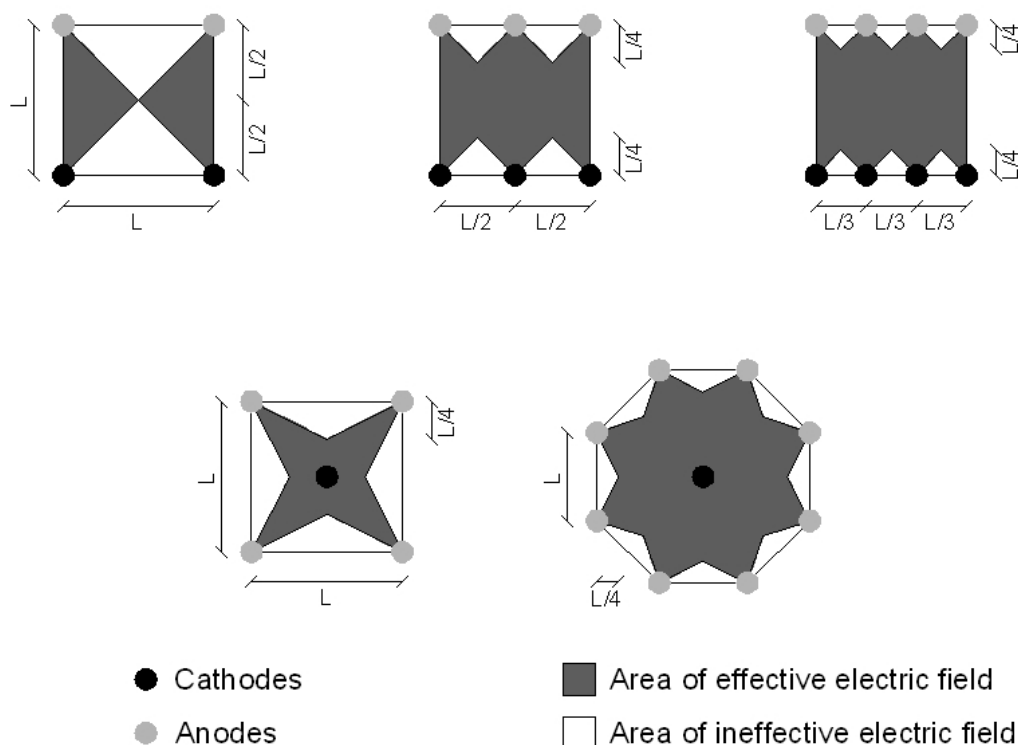 L
L/2
L/2
L
L/4
L/4
L/2
L/2
L/4
L/4
L/3
L/3
L/3
L
L/4
L
L
L/4
Cathodes
Area of effective electric field
Anodes
Area of ineffective electric field